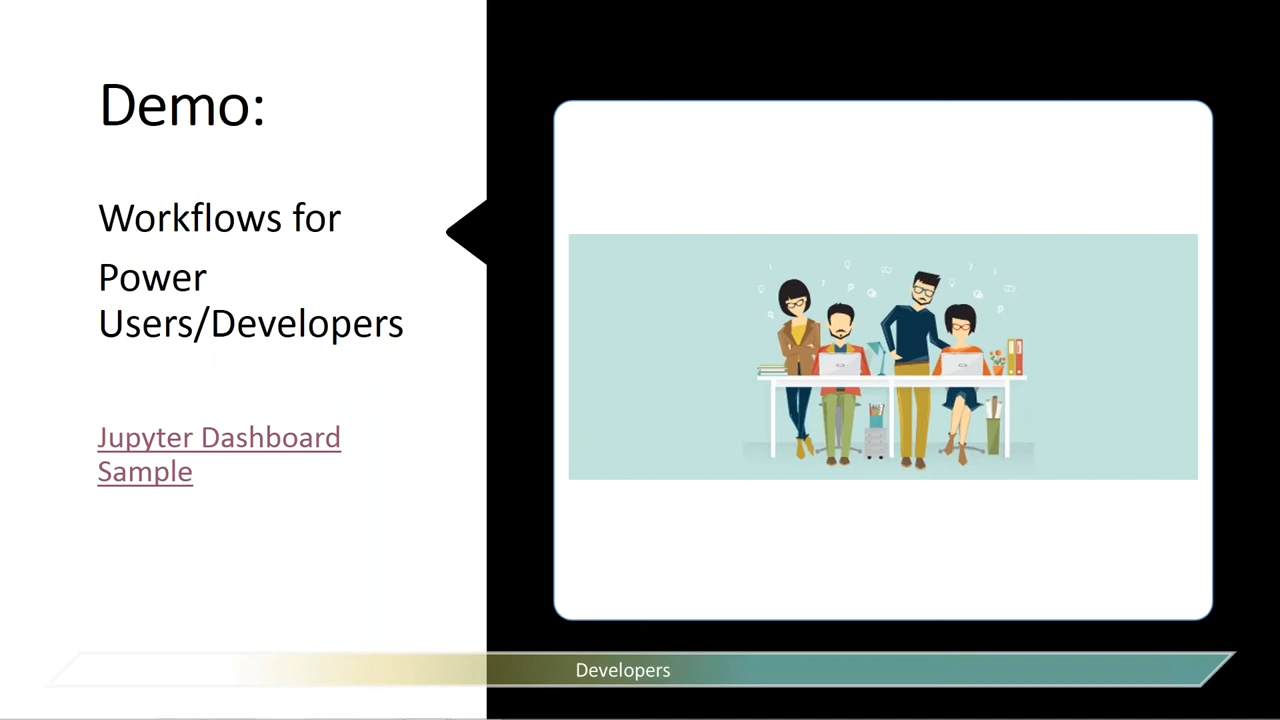 Demo:
Workflows for
Power
Users/Developers
Jupyter Dashboard
Sample
Developers